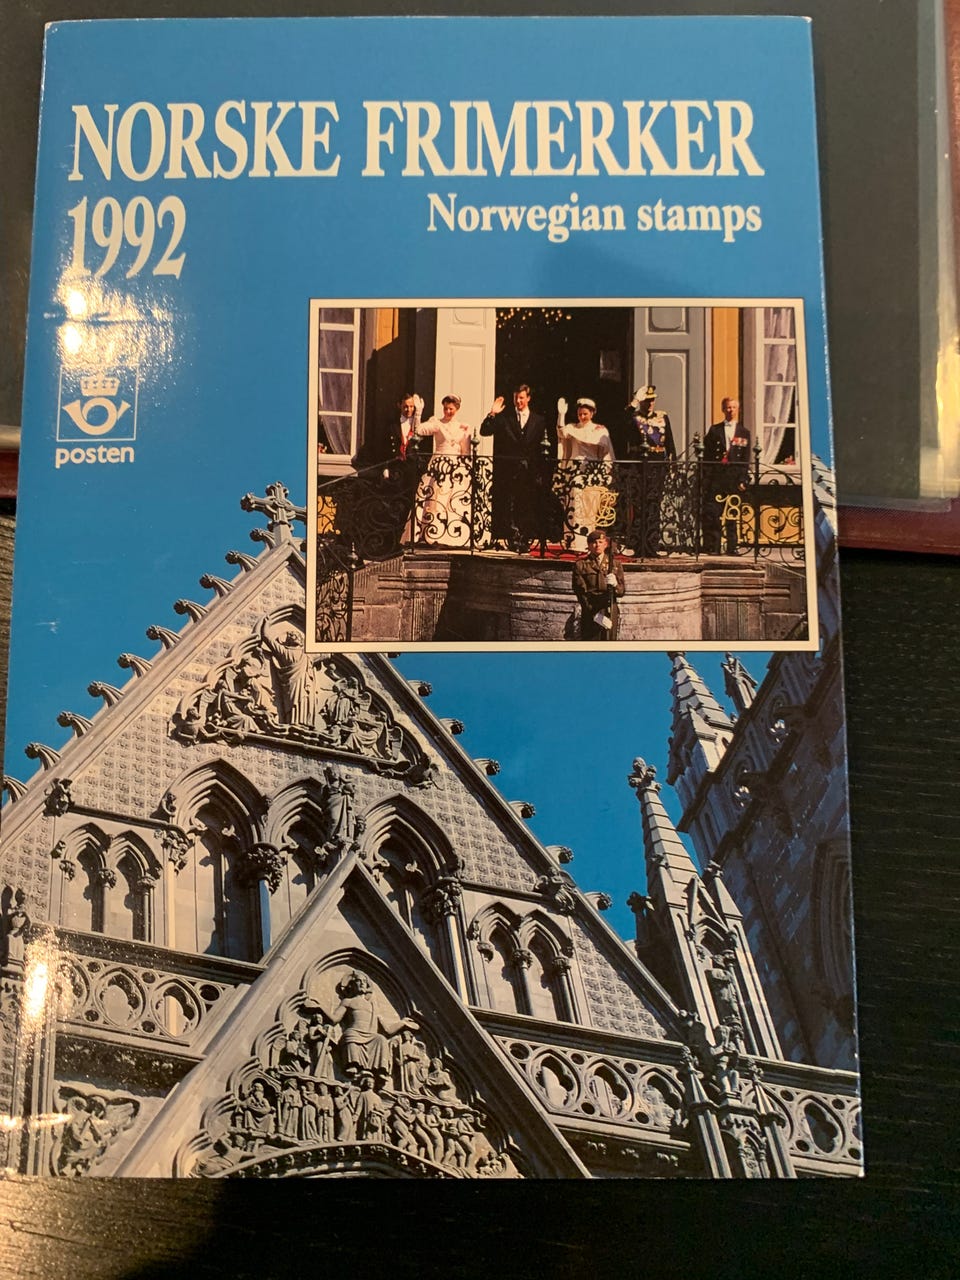 NORSKE FRIMERKER
1992
Norwegian stamps
posten